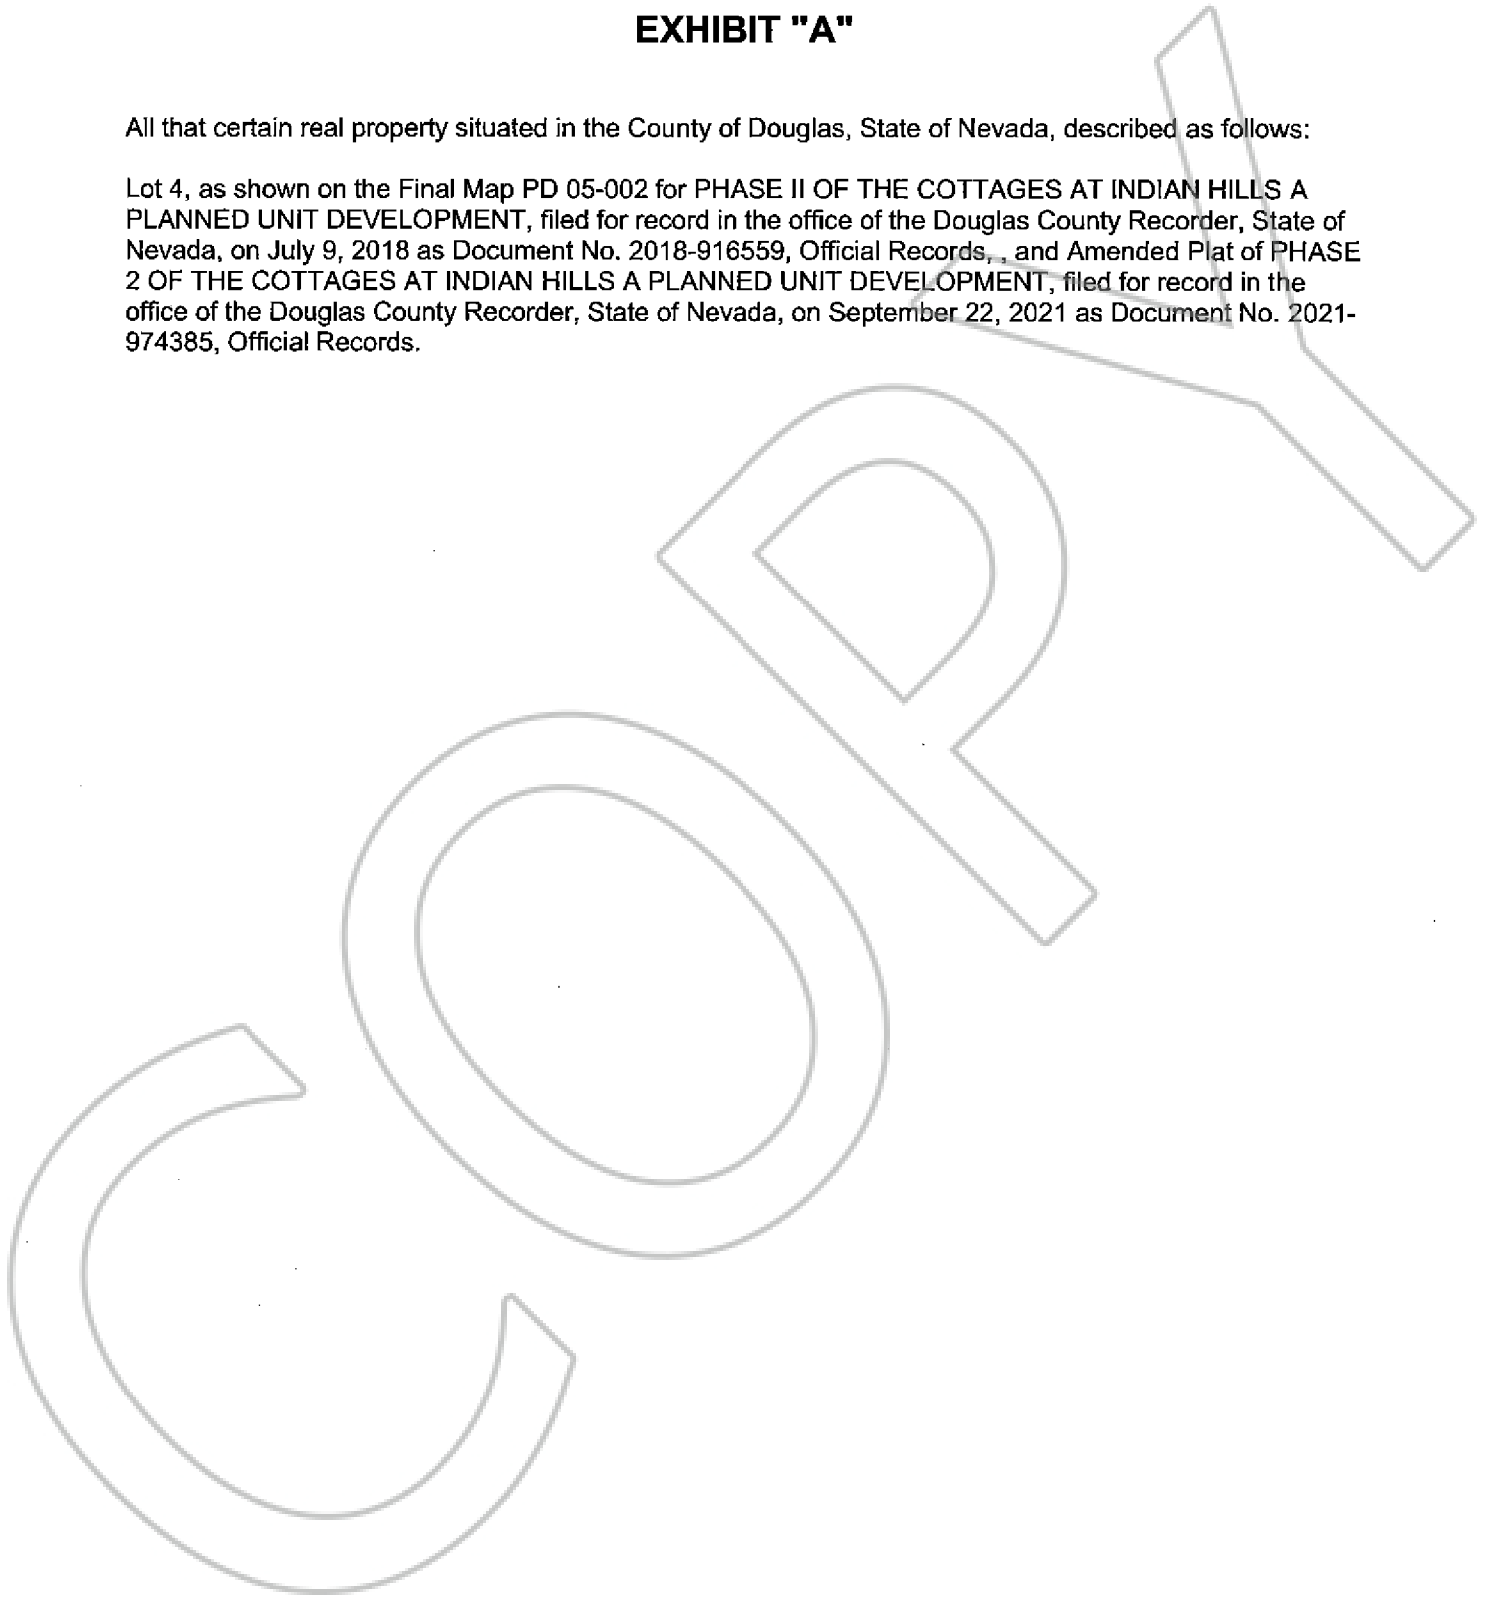 EXHIBIT "A"
All that certain real property situated in the County of Douglas, State of Nevada, described as follows:
Lot 4, as shown on the Final Map PD 05-002 for PHASE II OF THE COTTAGES AT INDIAN HILLS A
PLANNED UNIT DEVELOPMENT, filed for record in the office of the Douglas County Recorder, State of
Nevada, on July 9, 2018 as Document No. 2018-916559, Official Records, , and Amended Plat of PHASE
2 OF THE COTTAGES AT INDIAN HILLS A PLANNED UNIT DEVELOPMENT, filed for record in the
office of the Douglas County Recorder, State of Nevada, on September 22, 2021 as Document No. 2021-
974385, Official Records.
COPY